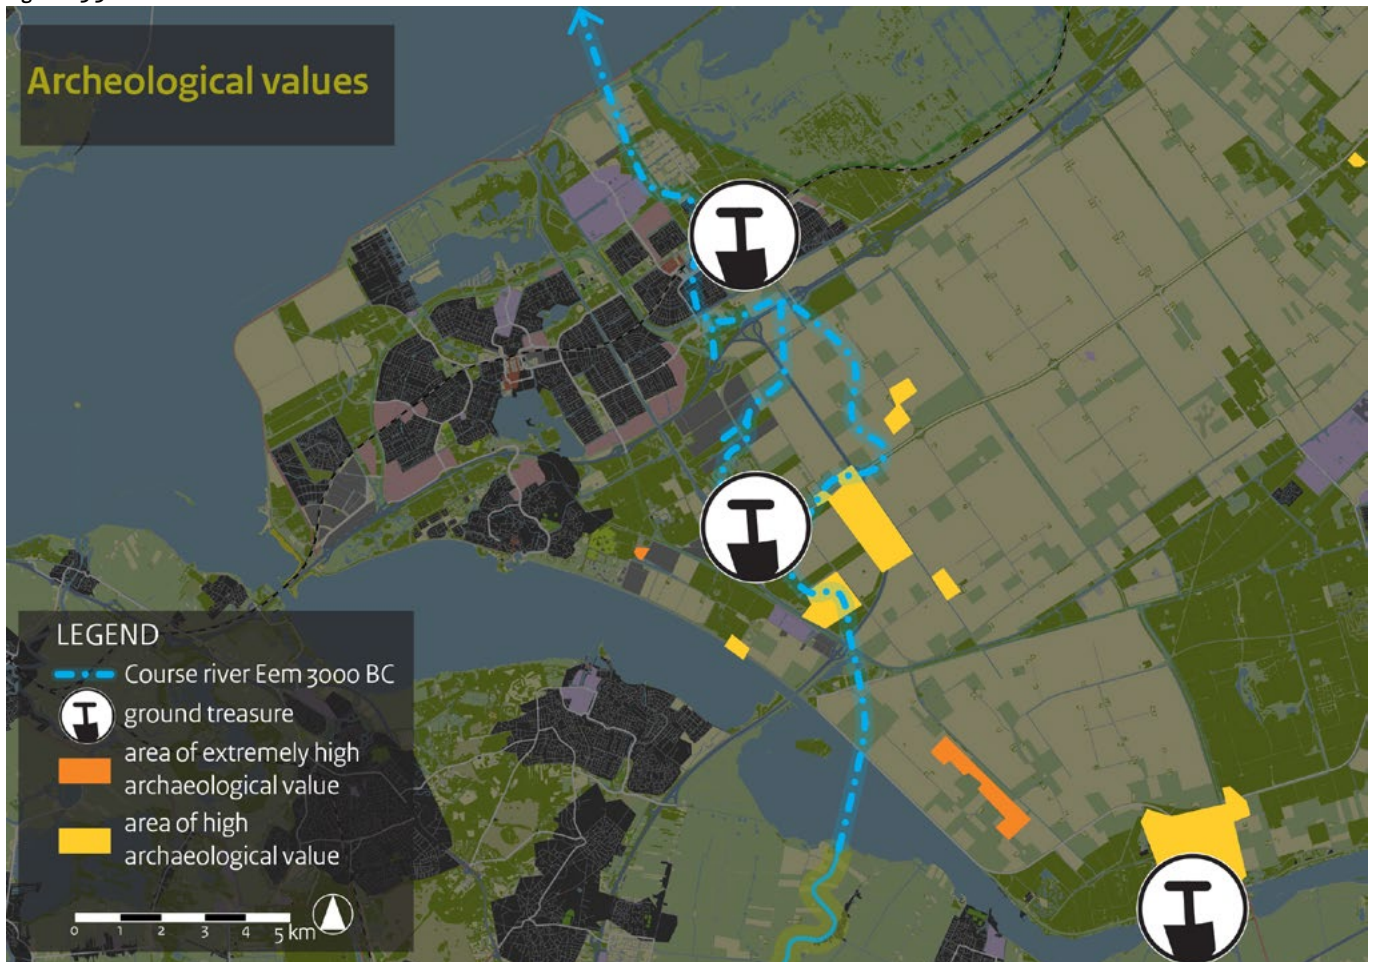 Archeological values
LEGEND
Course river Eem 3000 BC
ground treasure
area of extremely high
archaeological value
area of high
archaeological value
0 1 2 3 4 5 km